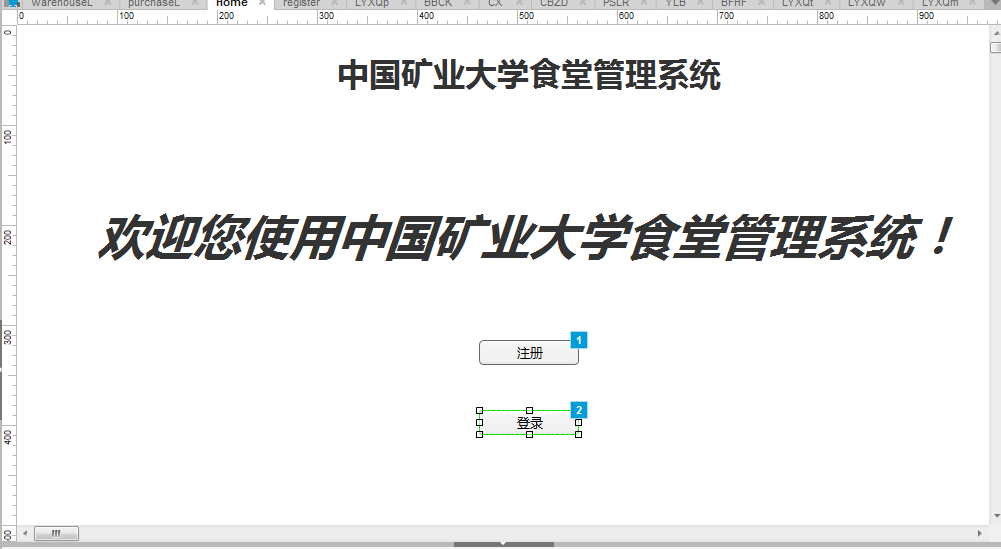 warehouseL purchaseL Home register LYXQp BBCK CX CBZD PSLR YLB BFHF LYXQt LYXQw LYXQm
0 100 200 300 400 500 600 700 800 900
中国矿业大学食堂管理系统
欢迎您使用中国矿业大学食堂管理系统！
注册 1
登录 2
0
100
200
300
400